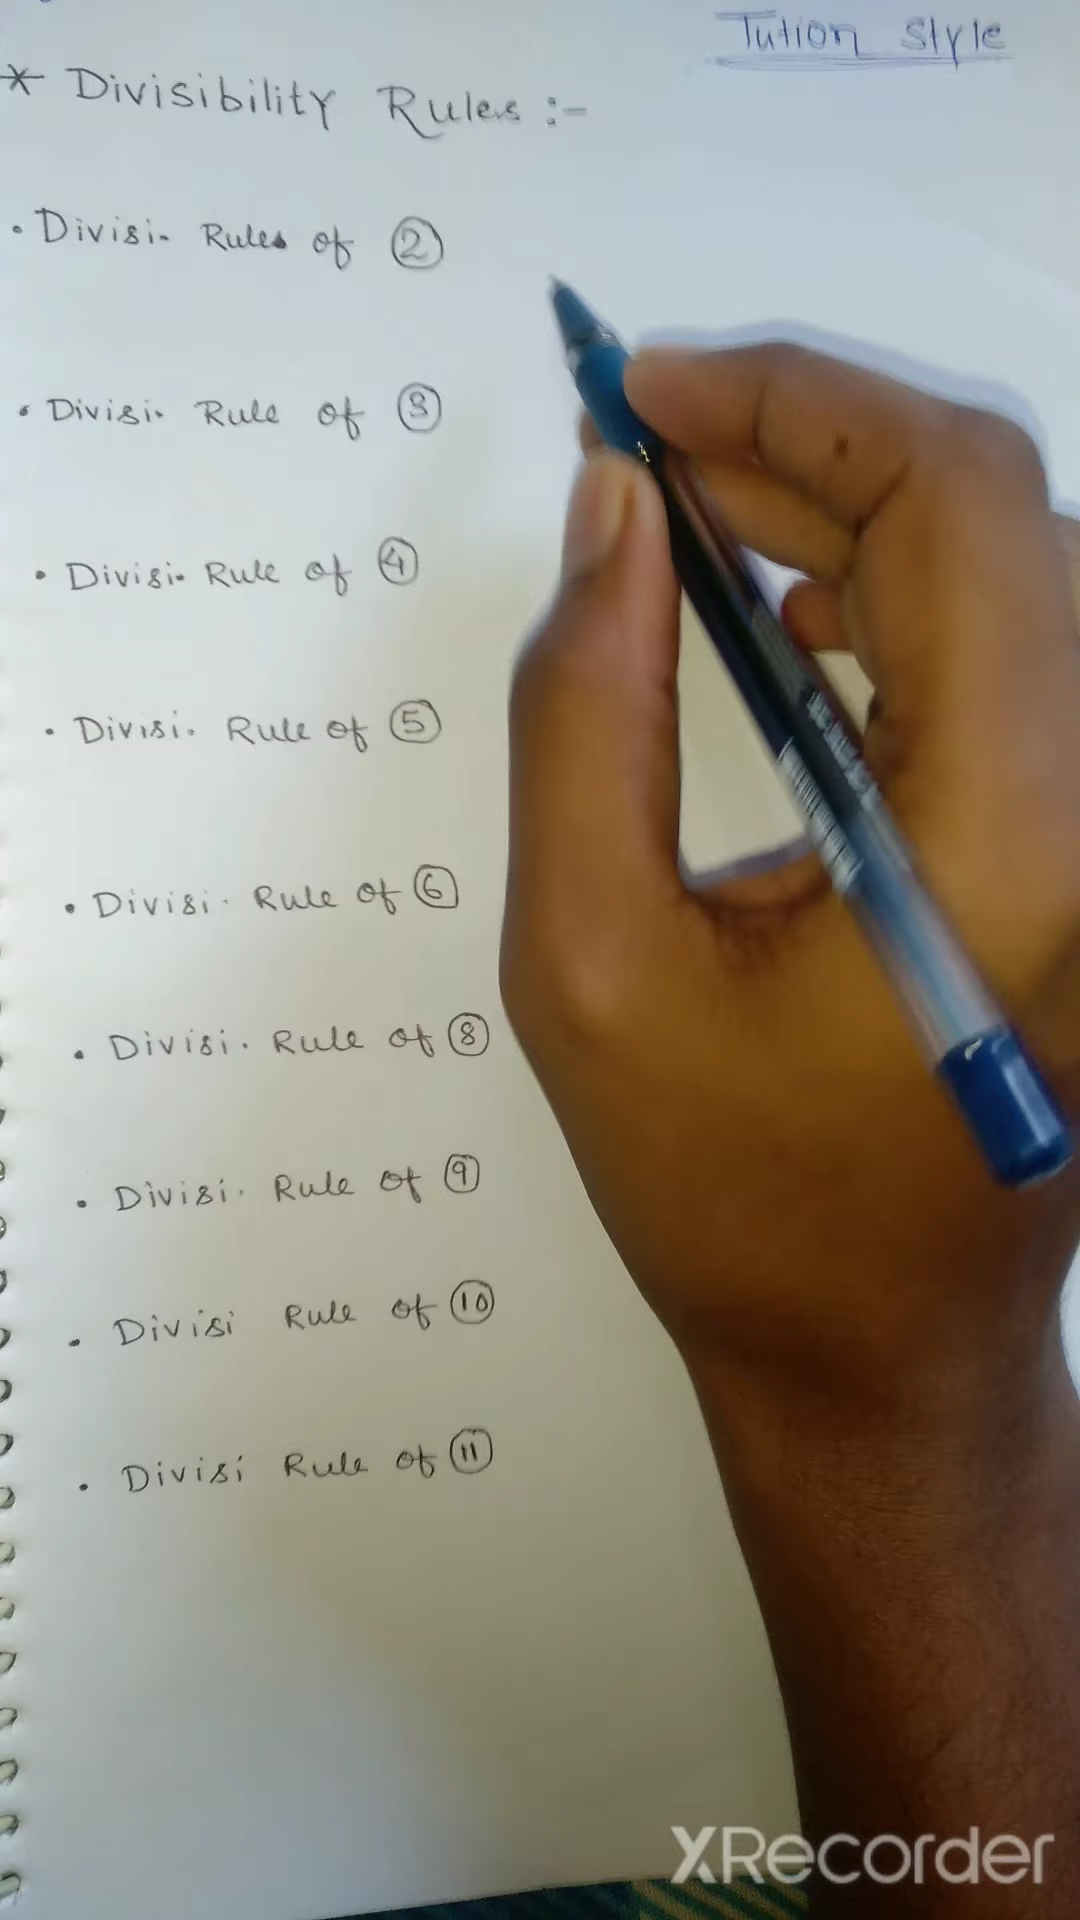 Tution Style
* Divisibility Rules :-
• Divisi. Rules of 2
• Divisi. Rule of 3
• Divisi. Rule of 4
• Divisi. Rule of 5
• Divisi. Rule of 6
• Divisi. Rule of 8
• Divisi. Rule of 9
• Divisi Rule of 10
• Divisi Rule of 11
XRecorder